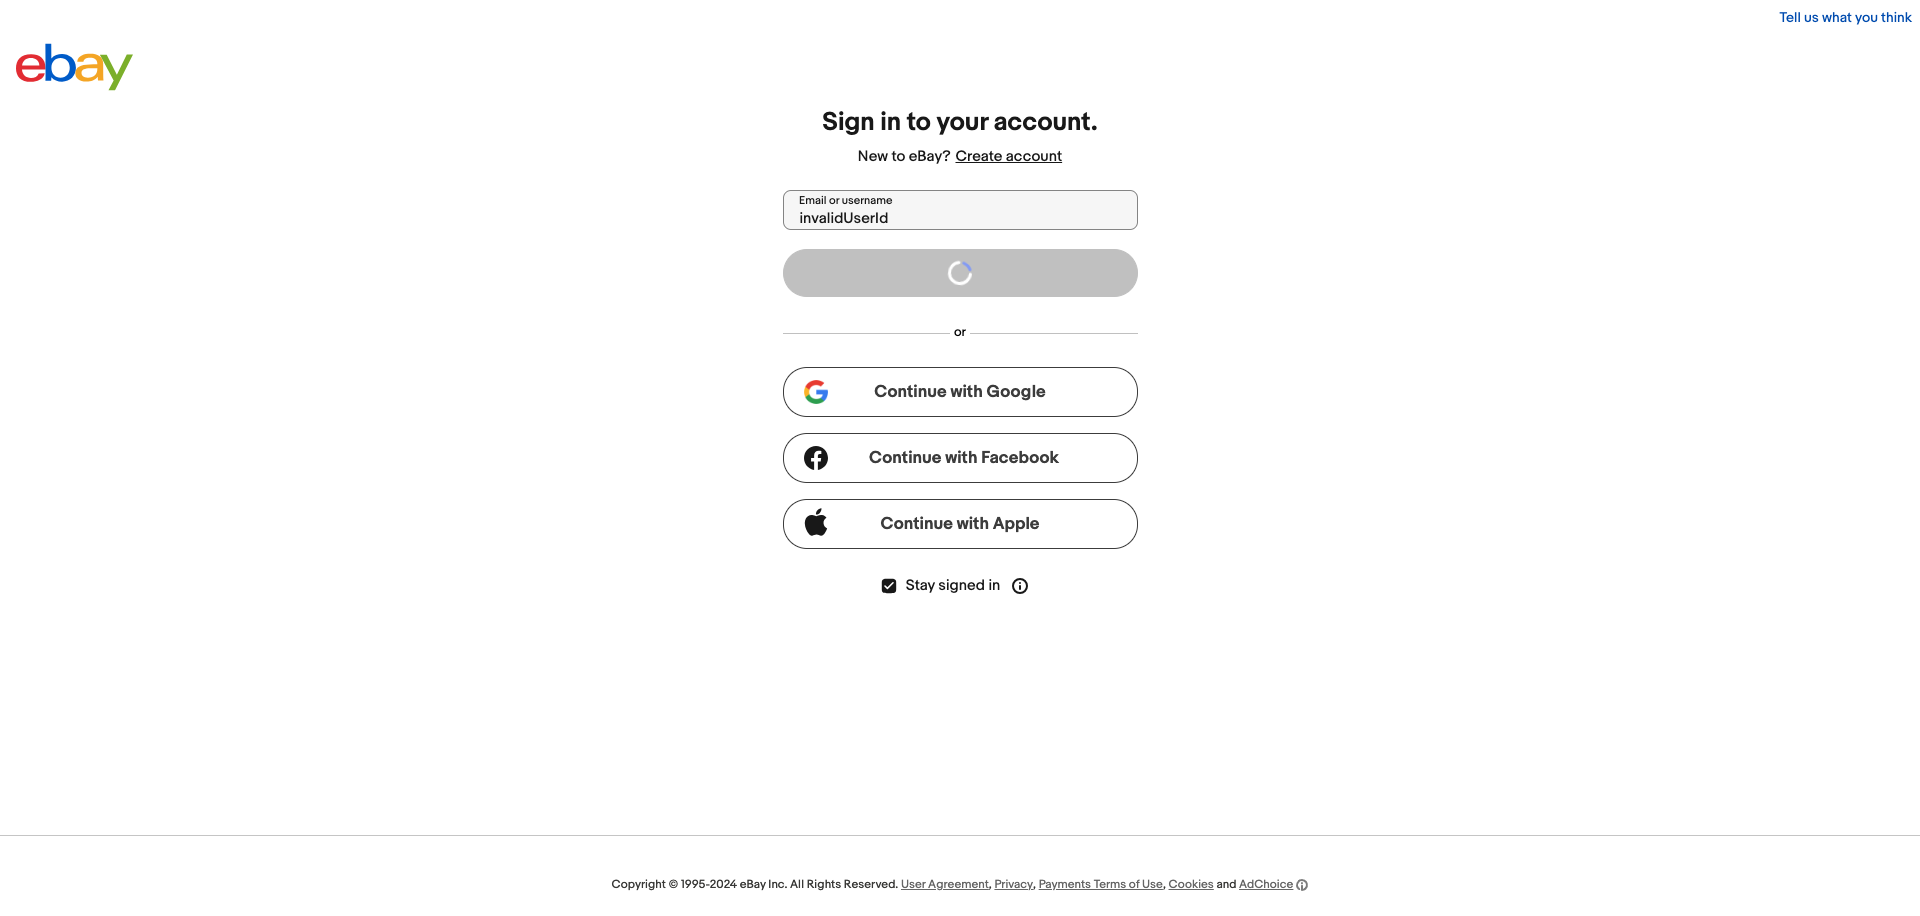 Tell us what you think
ebay
Sign in to your account.
New to eBay? Create account
Email or username
invalidUserId
or
Continue with Google
Continue with Facebook
Continue with Apple
Stay signed in
Copyright © 1995-2024 eBay Inc. All Rights Reserved. User Agreement, Privacy, Payments Terms of Use, Cookies and AdChoice